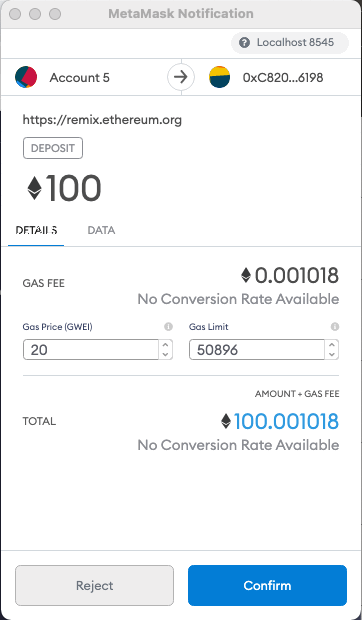 MetaMask Notification
Localhost 8545
Account 5
0xC820...6198
https://remix.ethereum.org
DEPOSIT
100
DETAILS
DATA
GAS FEE
0.001018
No Conversion Rate Available
Gas Price (GWEI)
Gas Limit
20
50896
AMOUNT + GAS FEE
TOTAL
100.001018
No Conversion Rate Available
Reject
Confirm